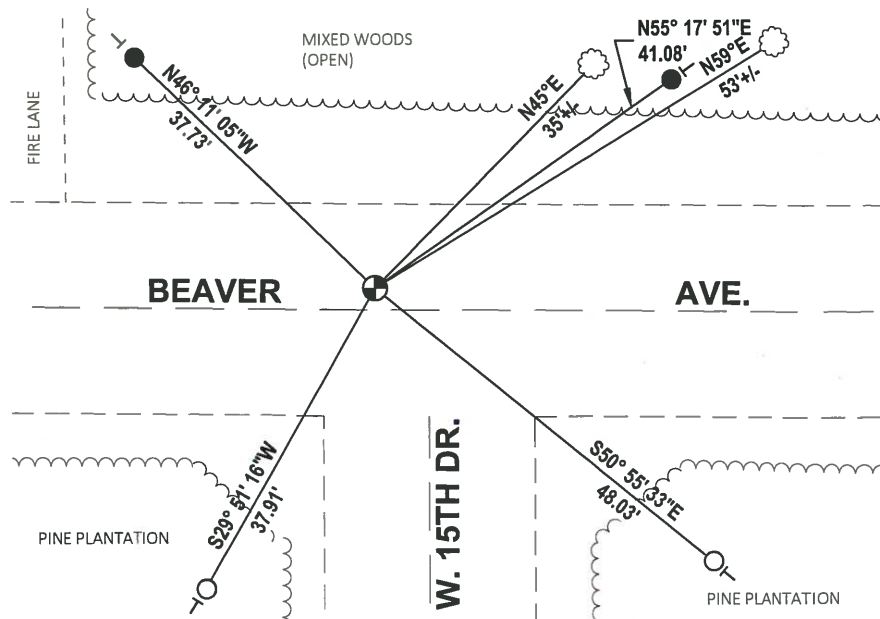 FIRE LANE
MIXED WOODS
(OPEN)
N46° 11' 05"W
37.73'
N45°E
35'+/-
N55° 17' 51"E
41.08'
N59°E
53'+/-
BEAVER AVE.
S29° 51' 16"W
37.91'
W. 15TH DR.
S50° 55' 33"E
48.03'
PINE PLANTATION
PINE PLANTATION